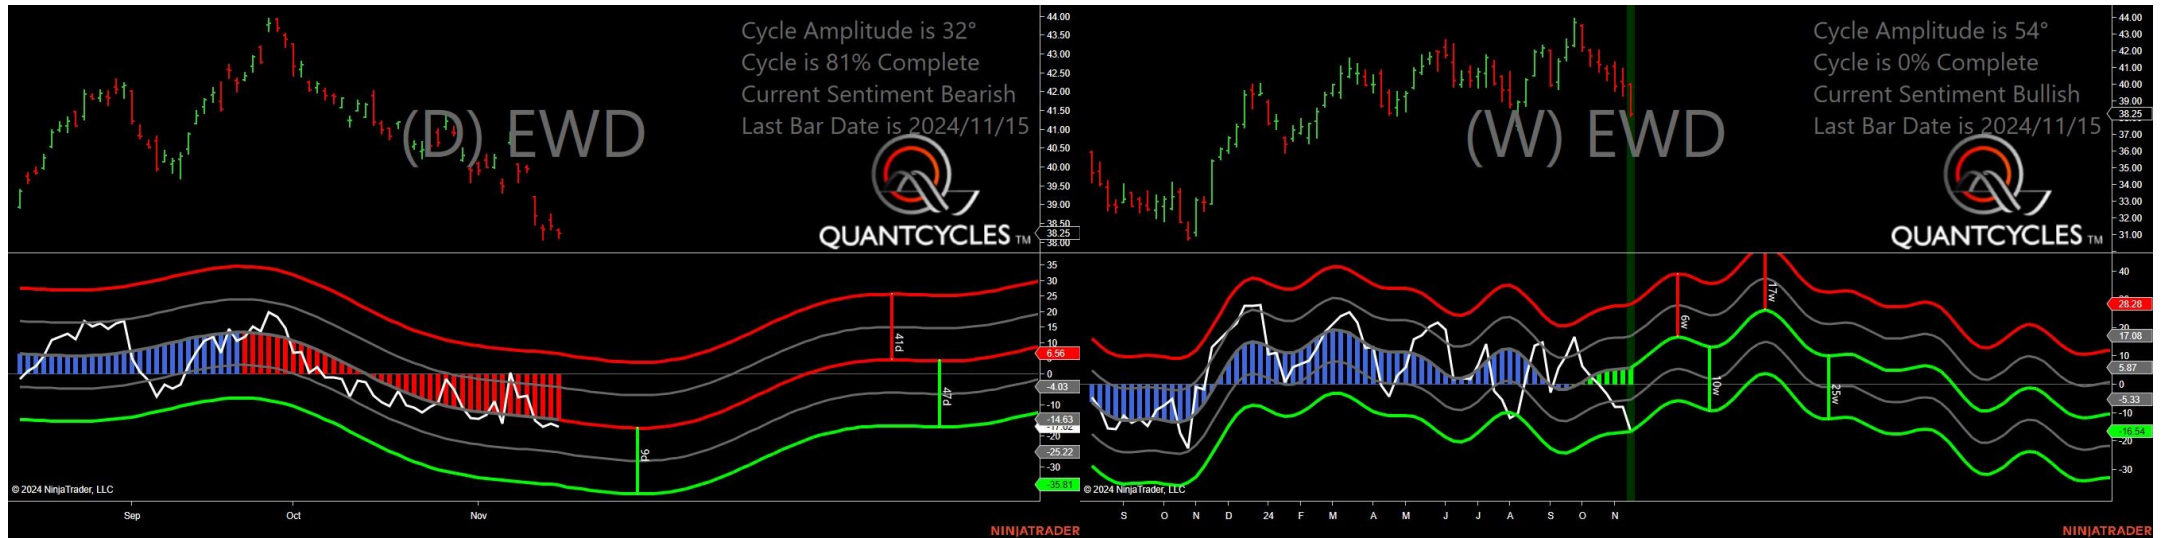 Cycle Amplitude is 32°
Cycle is 81% Complete
Current Sentiment Bearish
Last Bar Date is 2024/11/15
(D) EWD
QUANTCYCLES TM
44.00
43.50
43.00
42.50
42.00
41.50
41.00
40.50
40.00
39.50
39.00
38.50
38.25
38.00
35
30
25
20
15
10
6.56
0
-4.03
-10
-14.63
-17.02
-20
-25.22
-30
-35.81
41d
47d
9d
© 2024 NinjaTrader, LLC
Sep Oct Nov
NINJATRADER
Cycle Amplitude is 54°
Cycle is 0% Complete
Current Sentiment Bullish
Last Bar Date is 2024/11/15
(W) EWD
QUANTCYCLES TM
44.00
43.00
42.00
41.00
40.00
39.00
38.25
37.00
36.00
35.00
34.00
33.00
32.00
31.00
40
28.28
20
17.08
10
5.87
0
-5.33
-10
-16.54
-20
-30
6w
17w
10w
25w
© 2024 NinjaTrader, LLC
S O N D 24 F M A M J J A S O N
NINJATRADER